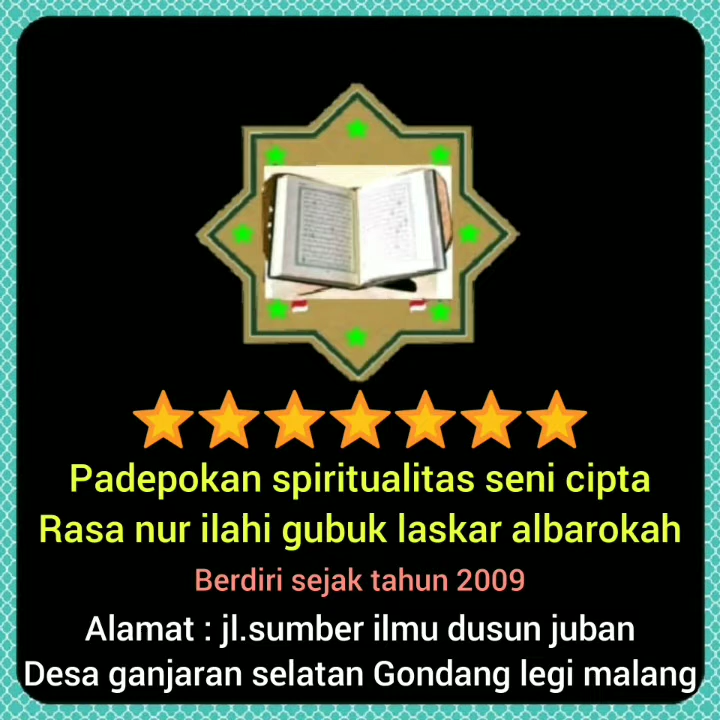 Padepokan spiritualitas seni cipta
Rasa nur ilahi gubuk laskar albarokah
Berdiri sejak tahun 2009
Alamat : jl.sumber ilmu dusun juban
Desa ganjaran selatan Gondang legi malang